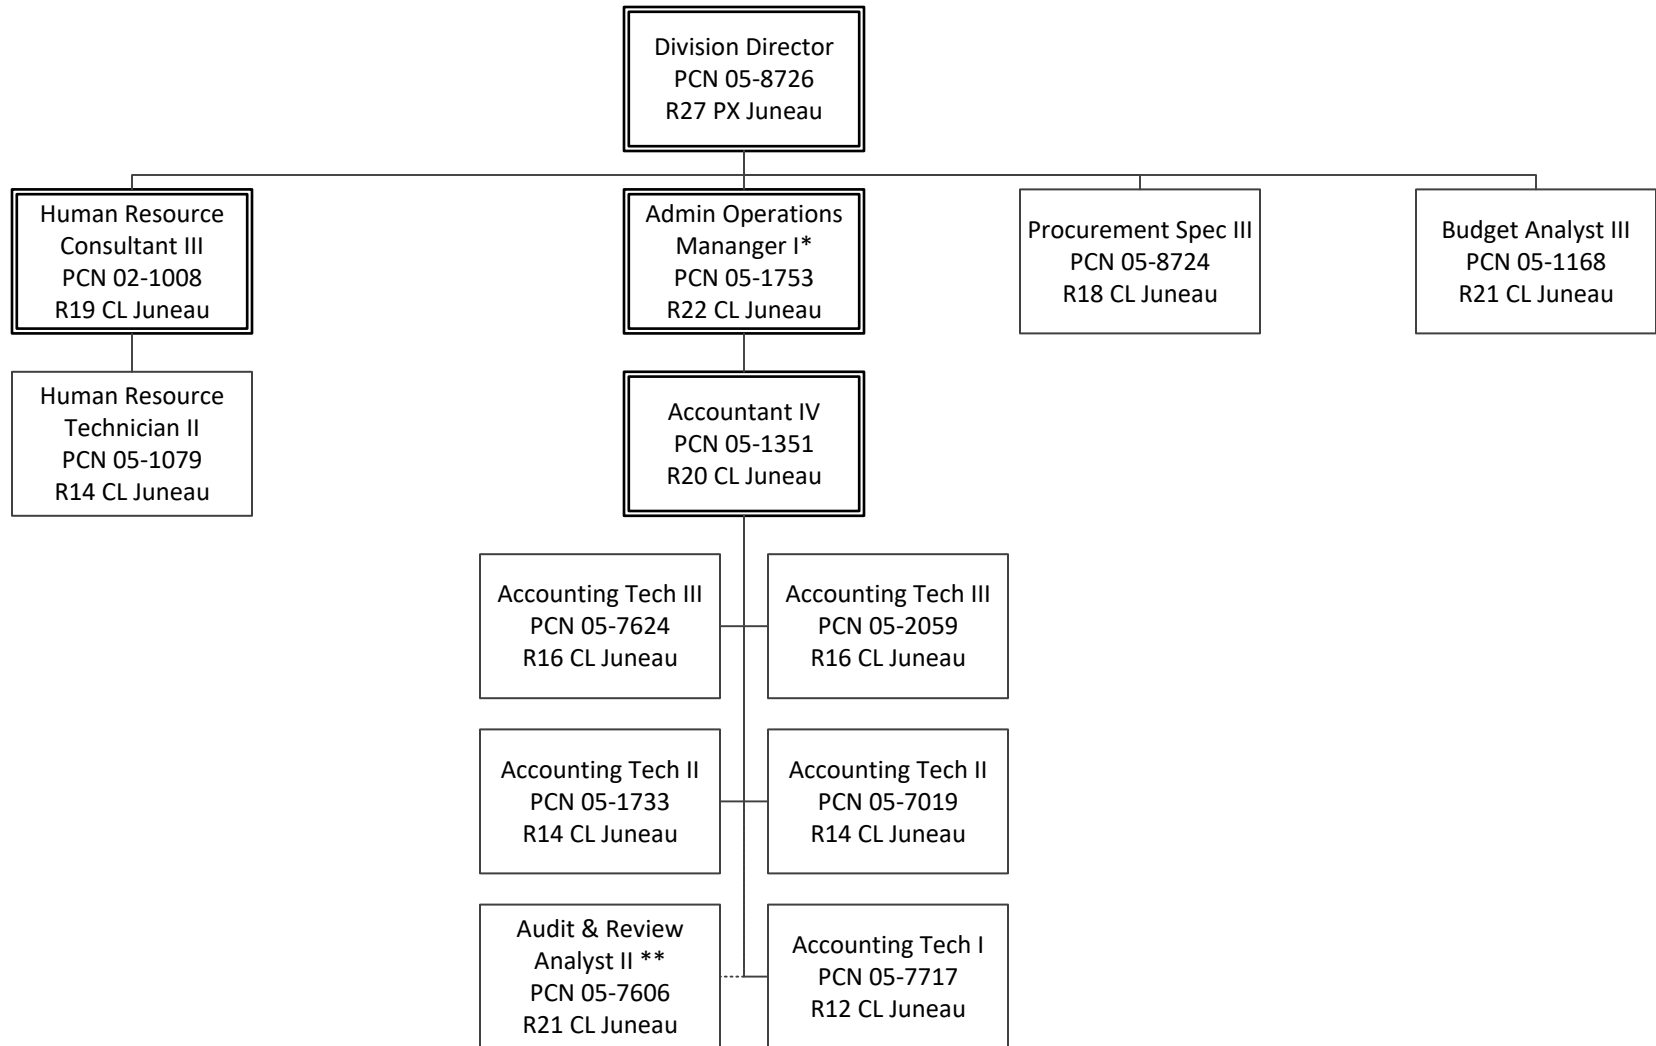 Division Director
PCN 05-8726
R27 PX Juneau
Human Resource
Consultant III
PCN 02-1008
R19 CL Juneau
Admin Operations
Mananger I*
PCN 05-1753
R22 CL Juneau
Procurement Spec III
PCN 05-8724
R18 CL Juneau
Budget Analyst III
PCN 05-1168
R21 CL Juneau
Human Resource
Technician II
PCN 05-1079
R14 CL Juneau
Accountant IV
PCN 05-1351
R20 CL Juneau
Accounting Tech III
PCN 05-7624
R16 CL Juneau
Accounting Tech III
PCN 05-2059
R16 CL Juneau
Accounting Tech II
PCN 05-1733
R14 CL Juneau
Accounting Tech II
PCN 05-7019
R14 CL Juneau
Audit & Review
Analyst II **
PCN 05-7606
R21 CL Juneau
Accounting Tech I
PCN 05-7717
R12 CL Juneau